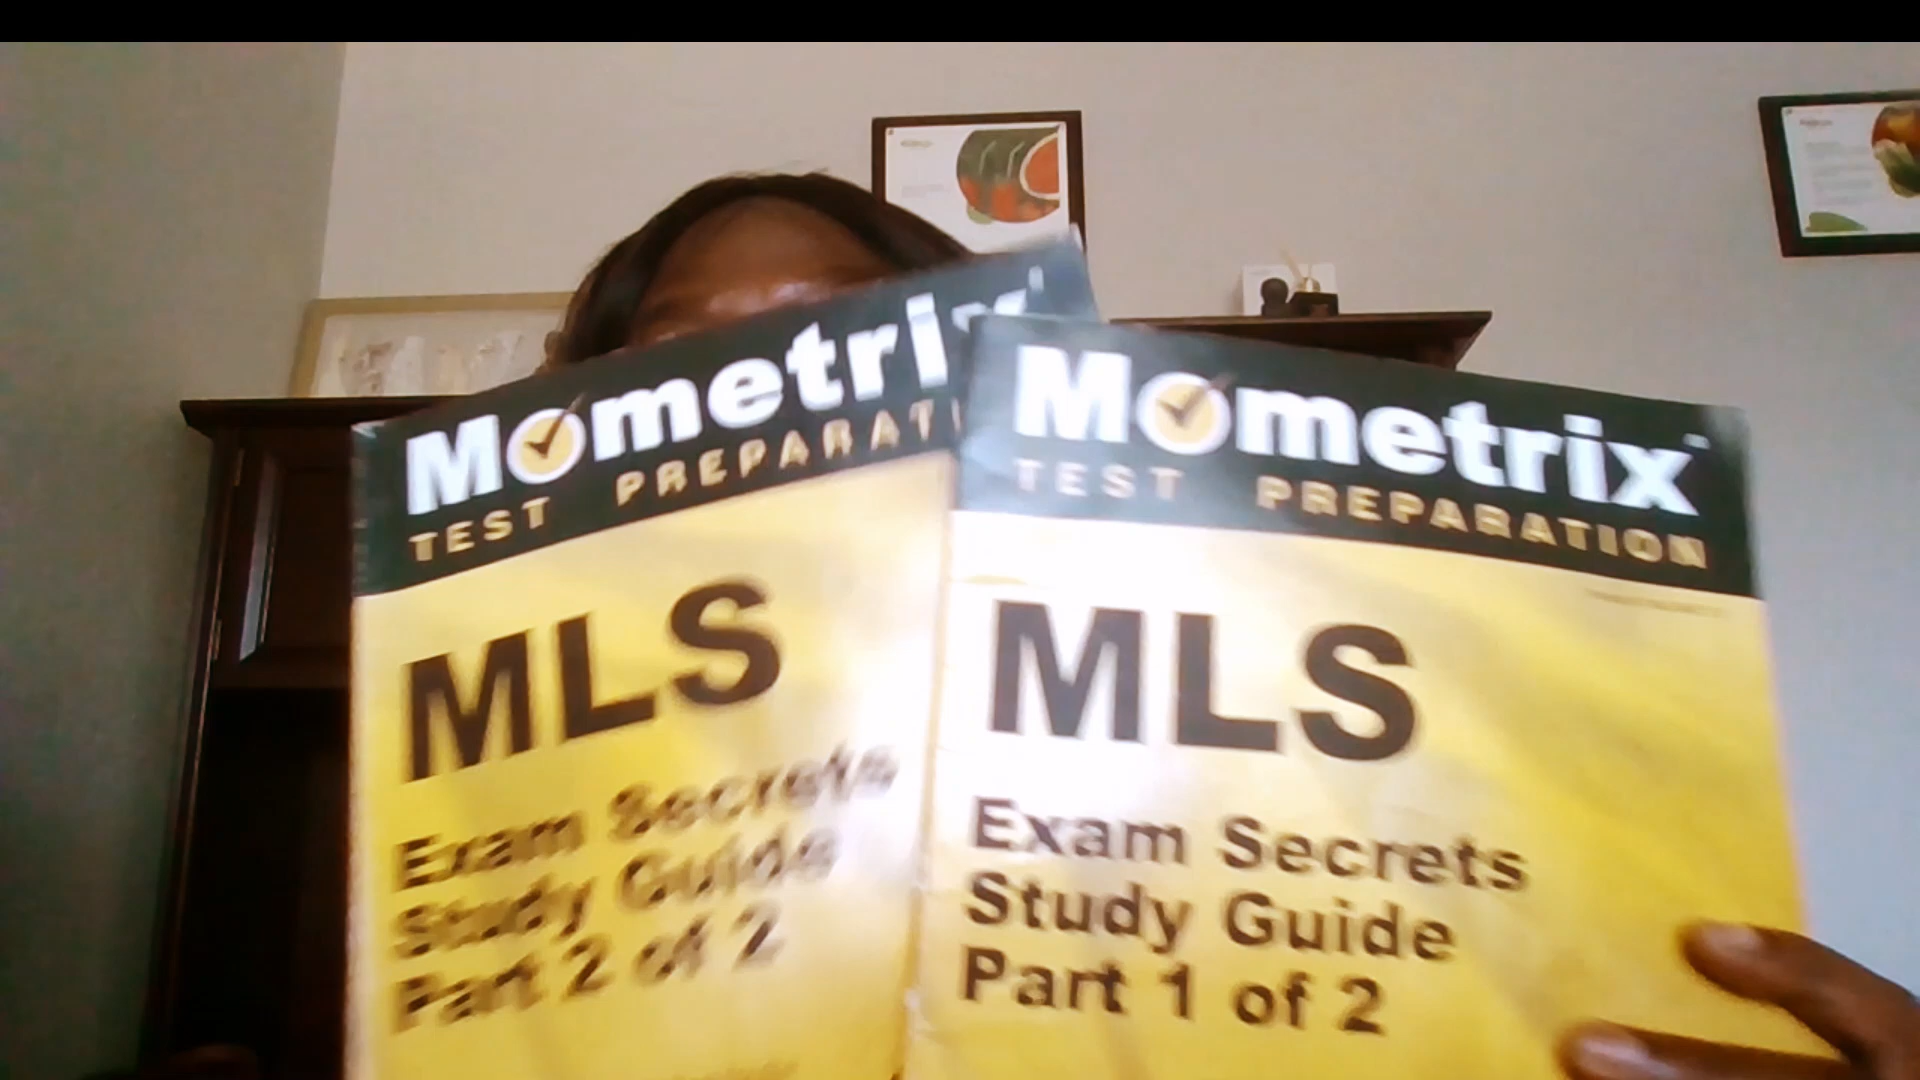 Mometrix
TEST PREPARATI
MLS
Exam Secrets
Study Guide
Part 2 of 2
Mometrix
TEST PREPARATION
MLS
Exam Secrets
Study Guide
Part 1 of 2